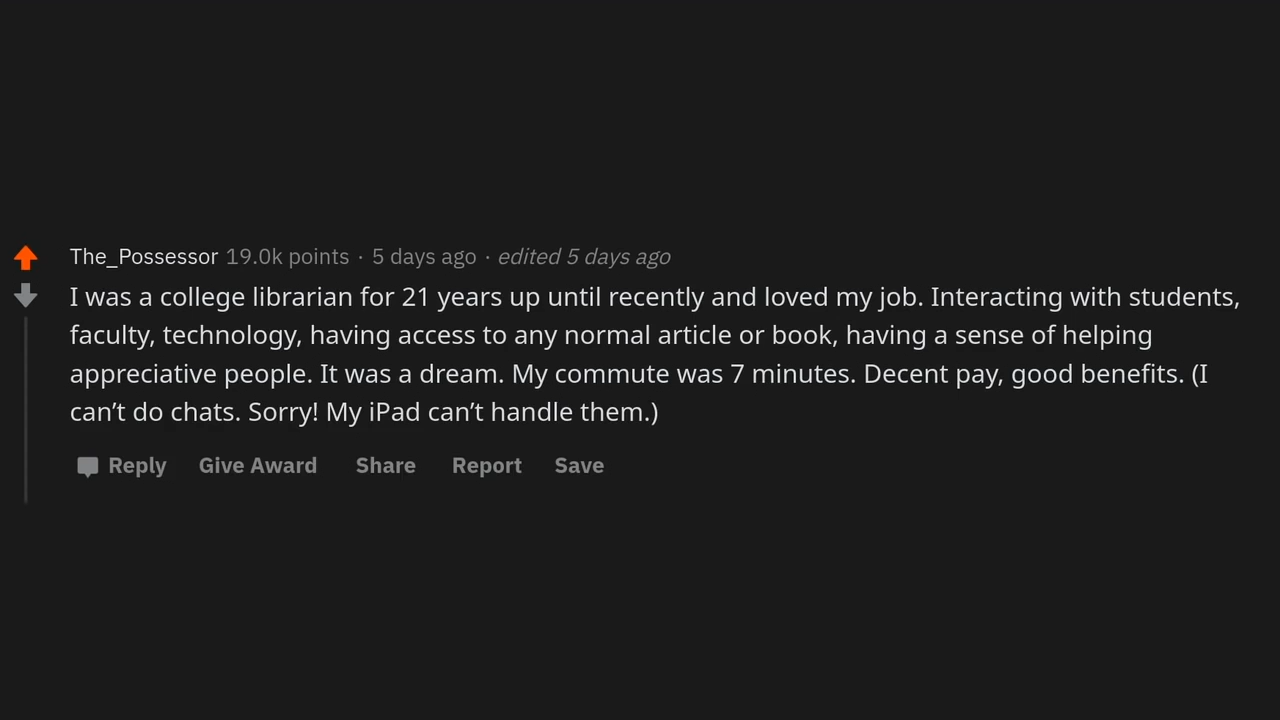 The_Possessor 19.0k points · 5 days ago · edited 5 days ago
I was a college librarian for 21 years up until recently and loved my job. Interacting with students,
faculty, technology, having access to any normal article or book, having a sense of helping
appreciative people. It was a dream. My commute was 7 minutes. Decent pay, good benefits. (I
can’t do chats. Sorry! My iPad can’t handle them.)
Reply Give Award Share Report Save